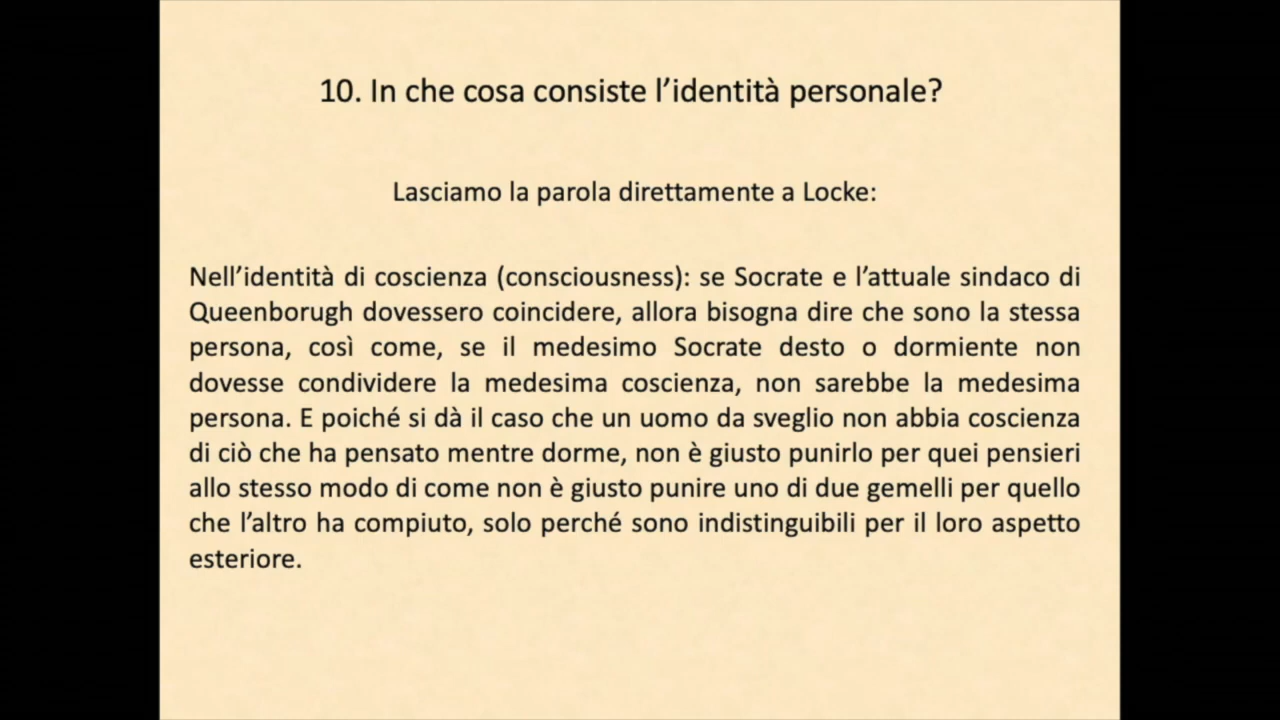 10. In che cosa consiste l’identità personale?
Lasciamo la parola direttamente a Locke:
Nell’identità di coscienza (consciousness): se Socrate e l’attuale sindaco di
Queenborugh dovessero coincidere, allora bisogna dire che sono la stessa
persona, così come, se il medesimo Socrate desto o dormiente non
dovesse condividere la medesima coscienza, non sarebbe la medesima
persona. E poiché si dà il caso che un uomo da sveglio non abbia coscienza
di ciò che ha pensato mentre dorme, non è giusto punirlo per quei pensieri
allo stesso modo di come non è giusto punire uno di due gemelli per quello
che l’altro ha compiuto, solo perché sono indistinguibili per il loro aspetto
esteriore.